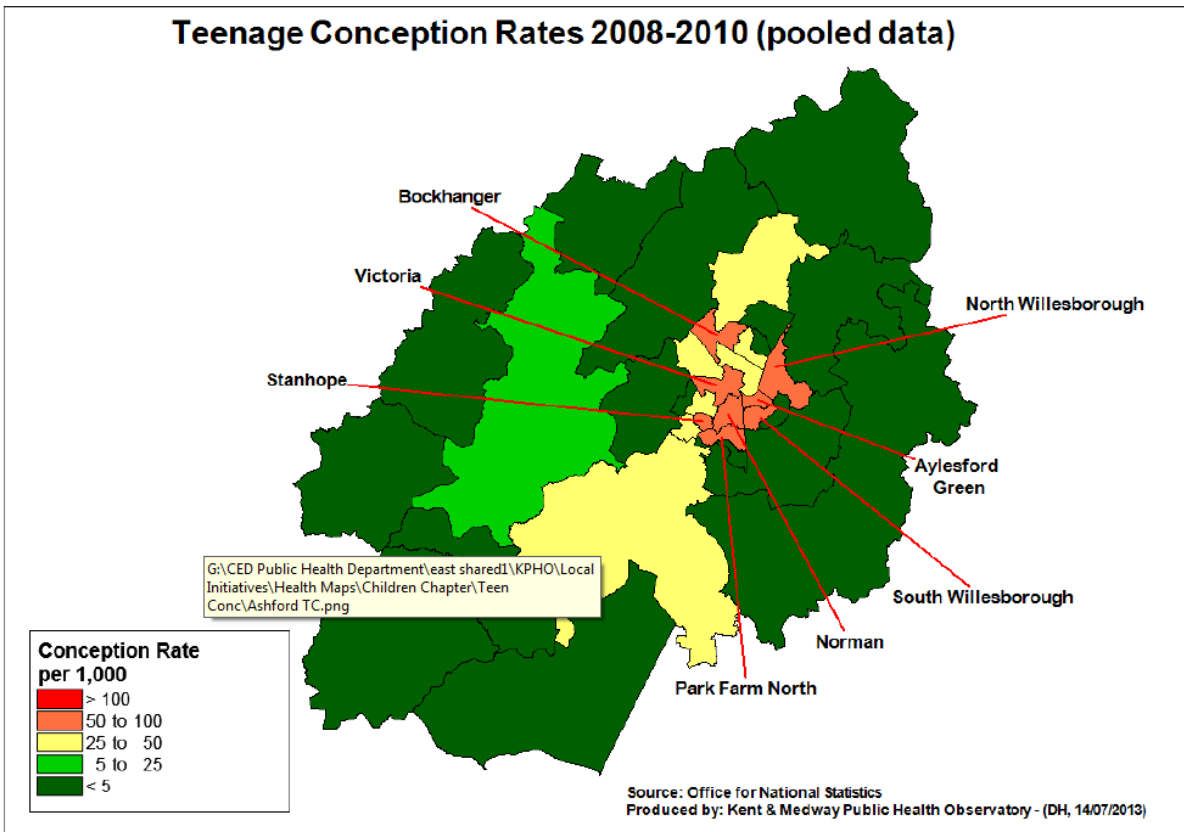 Teenage Conception Rates 2008-2010 (pooled data)
Bockhanger
Victoria
North Willesborough
Stanhope
Aylesford
Green
G:\CED Public Health Department\east shared1\KPHO\Local
Initiatives\Health Maps\Children Chapter\Teen
Conc\Ashford TC.png
South Willesborough
Norman
Park Farm North
Conception Rate
per 1,000
> 100
50 to 100
25 to 50
5 to 25
< 5
Source: Office for National Statistics
Produced by: Kent & Medway Public Health Observatory - (DH, 14/07/2013)